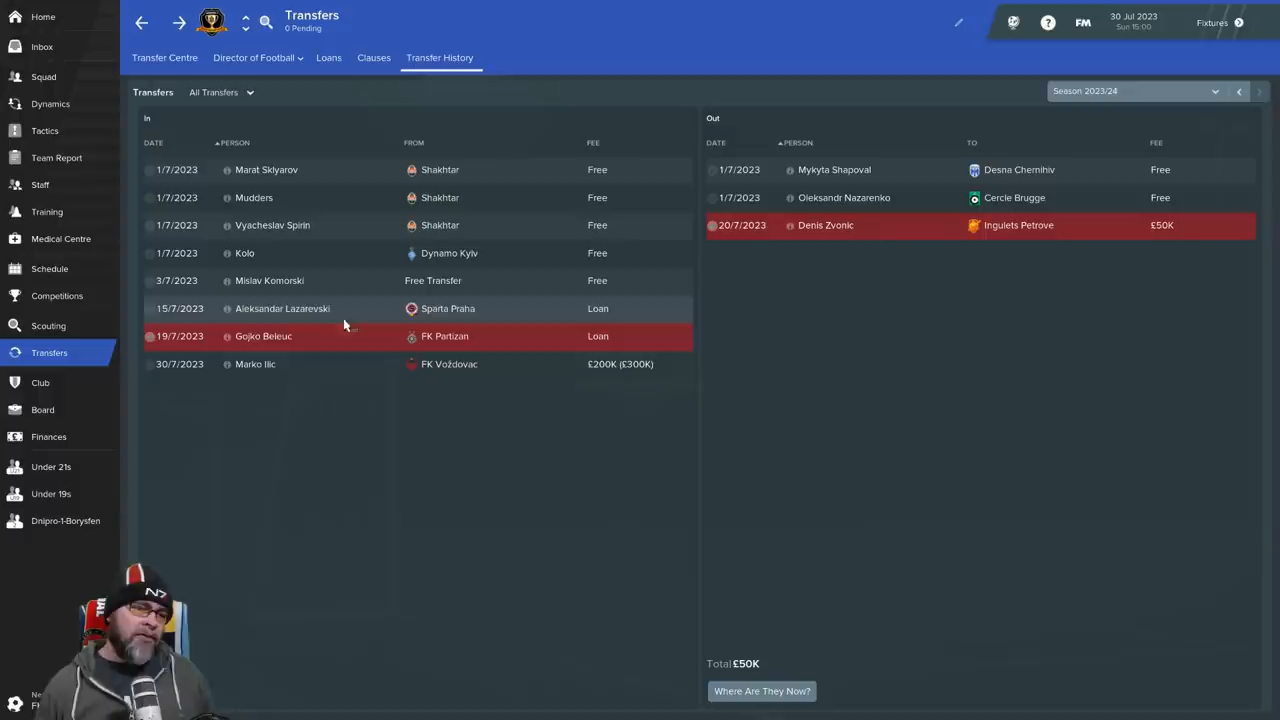 Home
Inbox
Squad
Dynamics
Tactics
Team Report
Staff
Training
Medical Centre
Schedule
Competitions
Scouting
Transfers
Club
Board
Finances
Under 21s
Under 19s
Dnipro-1-Borysfen
Transfers
0 Pending
FM
30 Jul 2023
Sun 15:00
Fixtures
Transfer Centre
Director of Football
Loans
Clauses
Transfer History
Transfers All Transfers
Season 2023/24
In
DATE PERSON FROM FEE
1/7/2023 Marat Sklyarov Shakhtar Free
1/7/2023 Mudders Shakhtar Free
1/7/2023 Vyacheslav Spirin Shakhtar Free
1/7/2023 Kolo Dynamo Kyiv Free
3/7/2023 Mislav Komorski Free Transfer Free
15/7/2023 Aleksandar Lazarevski Sparta Praha Loan
19/7/2023 Gojko Beleuc FK Partizan Loan
30/7/2023 Marko Ilic FK Voždovac £200K (£300K)
Out
DATE PERSON TO FEE
1/7/2023 Mykyta Shapoval Desna Chernihiv Free
1/7/2023 Oleksandr Nazarenko Cercle Brugge Free
20/7/2023 Denis Zvonic Ingulets Petrove £50K
Total £50K
Where Are They Now?
N7